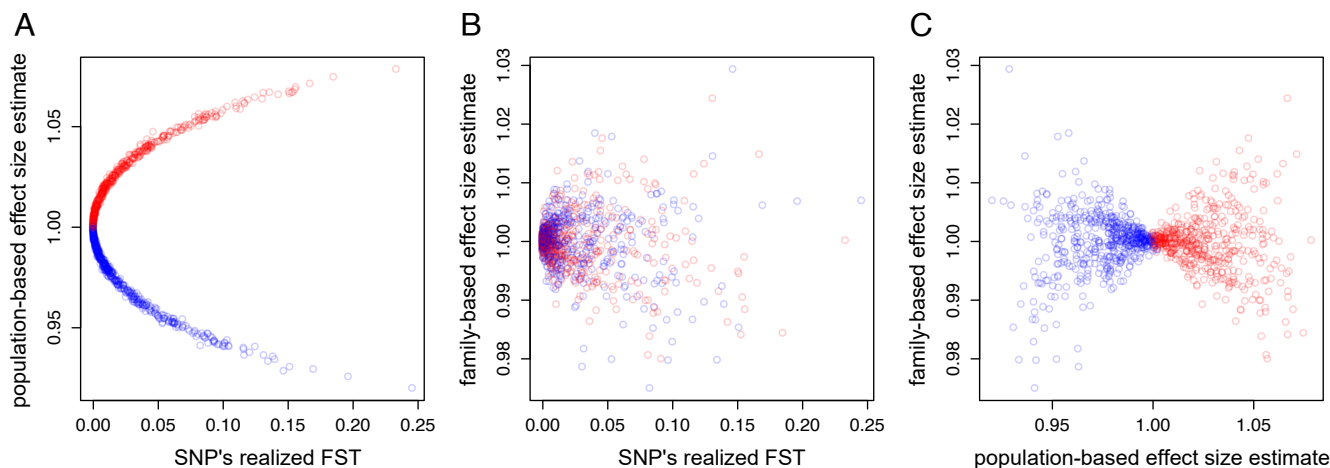 A
population-based effect size estimate
1.05
1.00
0.95
0.00 0.05 0.10 0.15 0.20 0.25
SNP's realized FST
B
family-based effect size estimate
1.03
1.02
1.01
1.00
0.99
0.98
0.00 0.05 0.10 0.15 0.20 0.25
SNP's realized FST
C
family-based effect size estimate
1.03
1.02
1.01
1.00
0.99
0.98
0.95 1.00 1.05
population-based effect size estimate